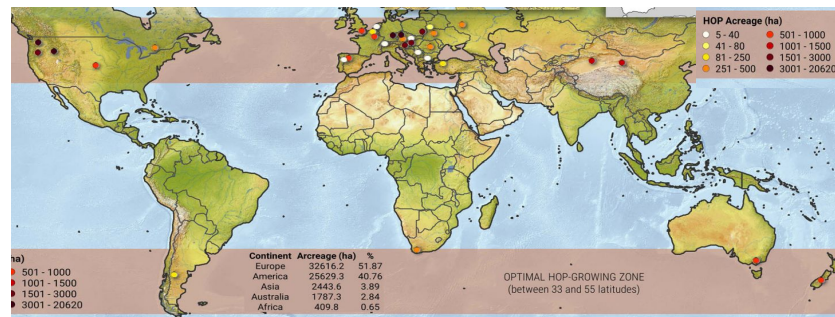 HOP Acreage (ha)
5 - 40
41 - 80
81 - 250
251 - 500
501 - 1000
1001 - 1500
1501 - 3000
3001 - 20620
ha)
501 - 1000
1001 - 1500
1501 - 3000
3001 - 20620
Continent Arcreage (ha) %
Europe 32616.2 51.87
America 25629.3 40.76
Asia 2443.6 3.89
Australia 1787.3 2.84
Africa 409.8 0.65
OPTIMAL HOP-GROWING ZONE
(between 33 and 55 latitudes)